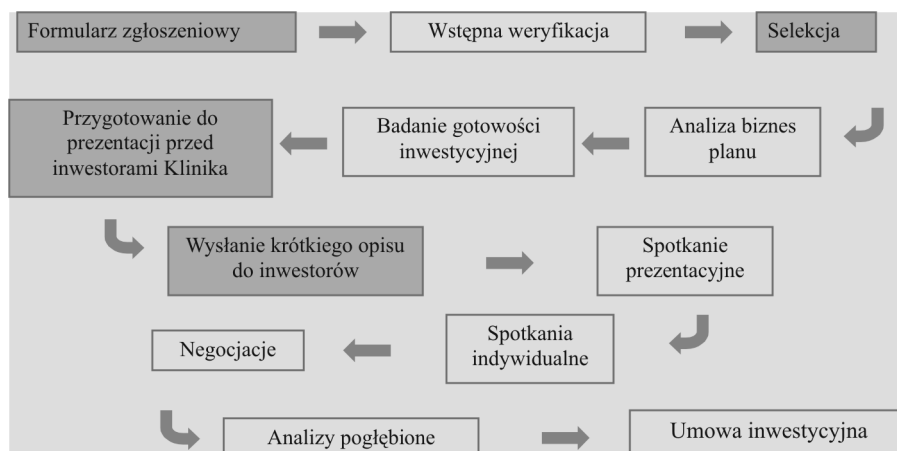 Formularz zgłoszeniowy
Wstępna weryfikacja
Selekcja
Analiza biznes
planu
Badanie gotowości
inwestycyjnej
Przygotowanie do
prezentacji przed
inwestorami Klinika
Wysłanie krótkiego opisu
do inwestorów
Spotkanie
prezentacyjne
Spotkania
indywidualne
Negocjacje
Analizy pogłębione
Umowa inwestycyjna